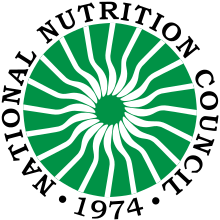 NATIONAL NUTRITION COUNCIL
· 1974 ·